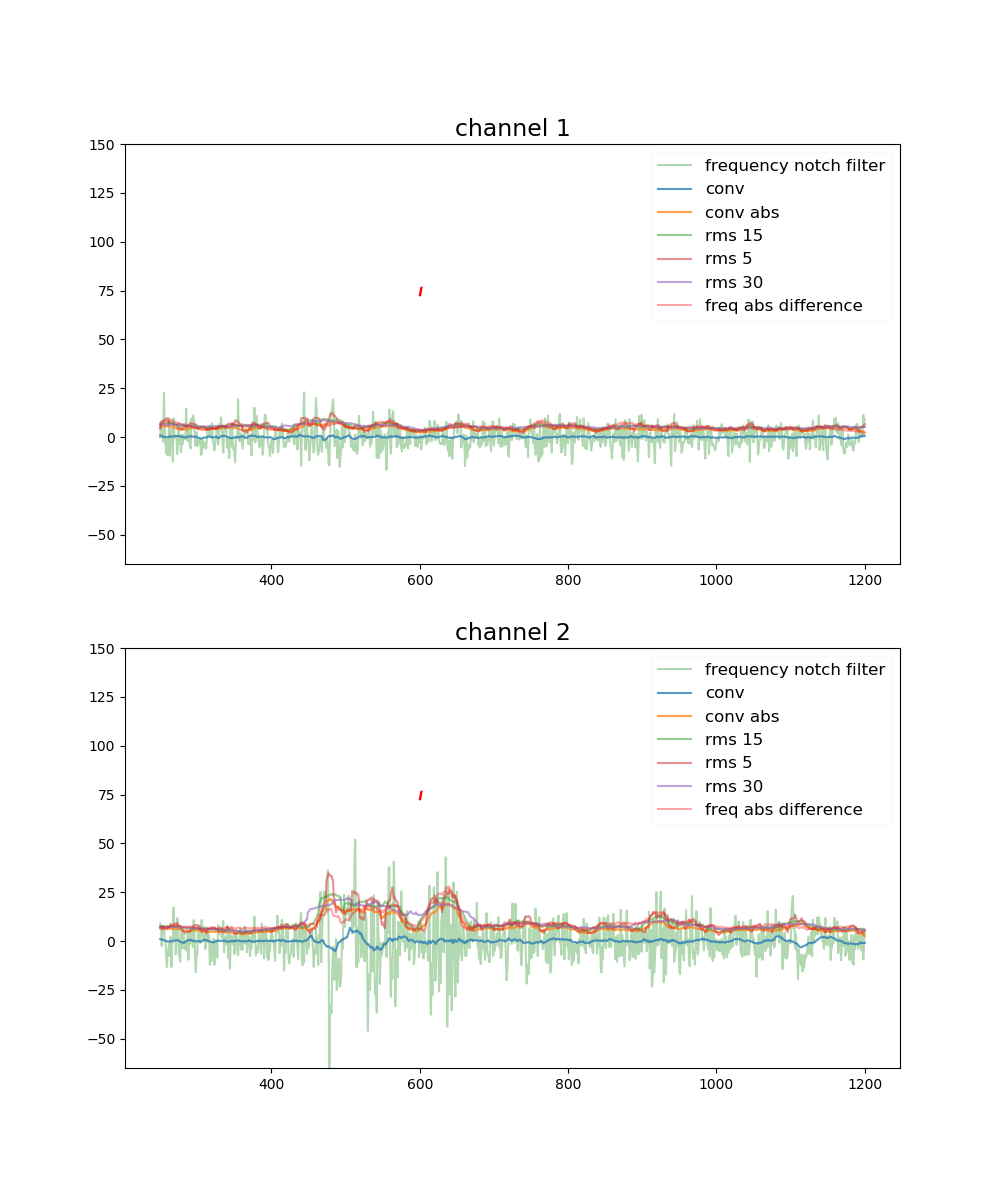 channel 1
150
125
100
75
50
25
0
−25
−50
400 600 800 1000 1200
frequency notch filter
conv
conv abs
rms 15
rms 5
rms 30
freq abs difference
I
channel 2
150
125
100
75
50
25
0
−25
−50
400 600 800 1000 1200
frequency notch filter
conv
conv abs
rms 15
rms 5
rms 30
freq abs difference
I